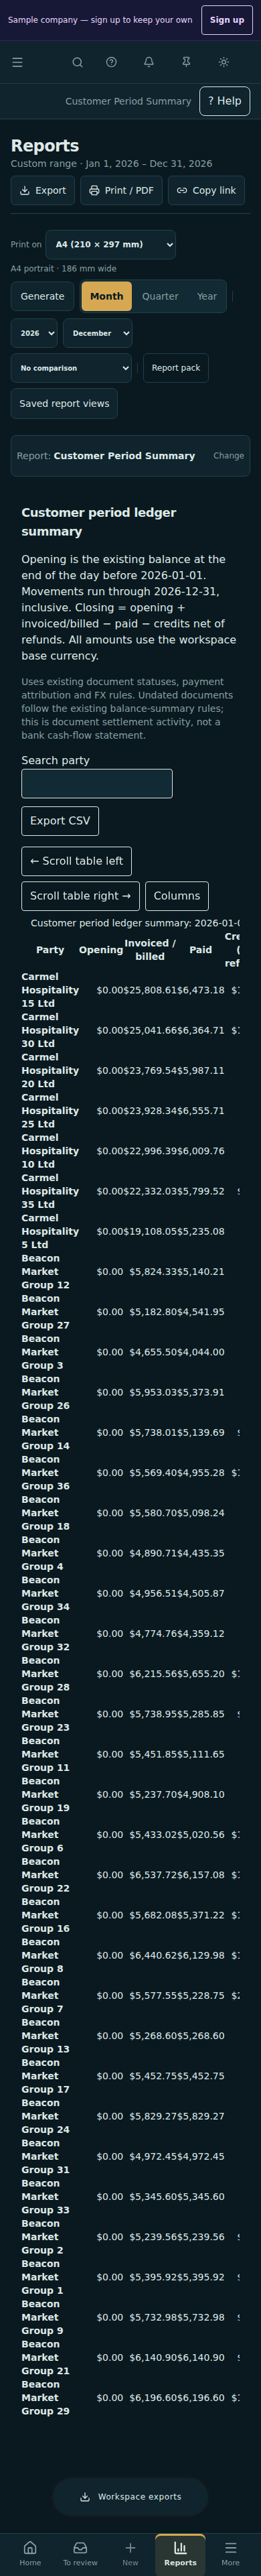 Sample company — sign up to keep your own Sign up
Customer Period Summary ? Help
Reports
Custom range · Jan 1, 2026 – Dec 31, 2026
Export Print / PDF Copy link
Print on A4 (210 × 297 mm)
A4 portrait · 186 mm wide
Generate Month Quarter Year
2026 December
No comparison Report pack
Saved report views
Report: Customer Period Summary Change
Customer period ledger
summary
Opening is the existing balance at the
end of the day before 2026-01-01.
Movements run through 2026-12-31,
inclusive. Closing = opening +
invoiced/billed − paid − credits net of
refunds. All amounts use the workspace
base currency.
Uses existing document statuses, payment
attribution and FX rules. Undated documents
follow the existing balance-summary rules;
this is document settlement activity, not a
bank cash-flow statement.
Search party
Export CSV
← Scroll table left
Scroll table right → Columns
Customer period ledger summary: 2026-01-0
Party Opening Invoiced / billed Paid
Carmel Hospitality 15 Ltd $0.00 $25,808.61 $6,473.18
Carmel Hospitality 30 Ltd $0.00 $25,041.66 $6,364.71
Carmel Hospitality 20 Ltd $0.00 $23,769.54 $5,987.11
Carmel Hospitality 25 Ltd $0.00 $23,928.34 $6,555.71
Carmel Hospitality 10 Ltd $0.00 $22,996.39 $6,009.76
Carmel Hospitality 35 Ltd $0.00 $22,332.03 $5,799.52
Carmel Hospitality 5 Ltd $0.00 $19,108.05 $5,235.08
Beacon Market Group 12 $0.00 $5,824.33 $5,140.21
Beacon Market Group 27 $0.00 $5,182.80 $4,541.95
Beacon Market Group 3 $0.00 $4,655.50 $4,044.00
Beacon Market Group 26 $0.00 $5,953.03 $5,373.91
Beacon Market Group 14 $0.00 $5,738.01 $5,139.69
Beacon Market Group 36 $0.00 $5,569.40 $4,955.28
Beacon Market Group 18 $0.00 $5,580.70 $5,098.24
Beacon Market Group 4 $0.00 $4,890.71 $4,435.35
Beacon Market Group 34 $0.00 $4,956.51 $4,505.87
Beacon Market Group 32 $0.00 $4,774.76 $4,359.12
Beacon Market Group 28 $0.00 $6,215.56 $5,655.20
Beacon Market Group 23 $0.00 $5,738.95 $5,285.85
Beacon Market Group 11 $0.00 $5,451.85 $5,111.65
Beacon Market Group 19 $0.00 $5,237.70 $4,908.10
Beacon Market Group 6 $0.00 $5,433.02 $5,020.56
Beacon Market Group 22 $0.00 $6,537.72 $6,157.08
Beacon Market Group 16 $0.00 $5,682.08 $5,371.22
Beacon Market Group 8 $0.00 $6,440.62 $6,129.98
Beacon Market Group 7 $0.00 $5,577.55 $5,228.75
Beacon Market Group 13 $0.00 $5,268.60 $5,268.60
Beacon Market Group 17 $0.00 $5,452.75 $5,452.75
Beacon Market Group 24 $0.00 $5,829.27 $5,829.27
Beacon Market Group 31 $0.00 $4,972.45 $4,972.45
Beacon Market Group 33 $0.00 $5,345.60 $5,345.60
Beacon Market Group 2 $0.00 $5,239.56 $5,239.56
Beacon Market Group 1 $0.00 $5,395.92 $5,395.92
Beacon Market Group 9 $0.00 $5,732.98 $5,732.98
Beacon Market Group 21 $0.00 $6,140.90 $6,140.90
Beacon Market Group 29 $0.00 $6,196.60 $6,196.60
Workspace exports
Home To review New Reports More